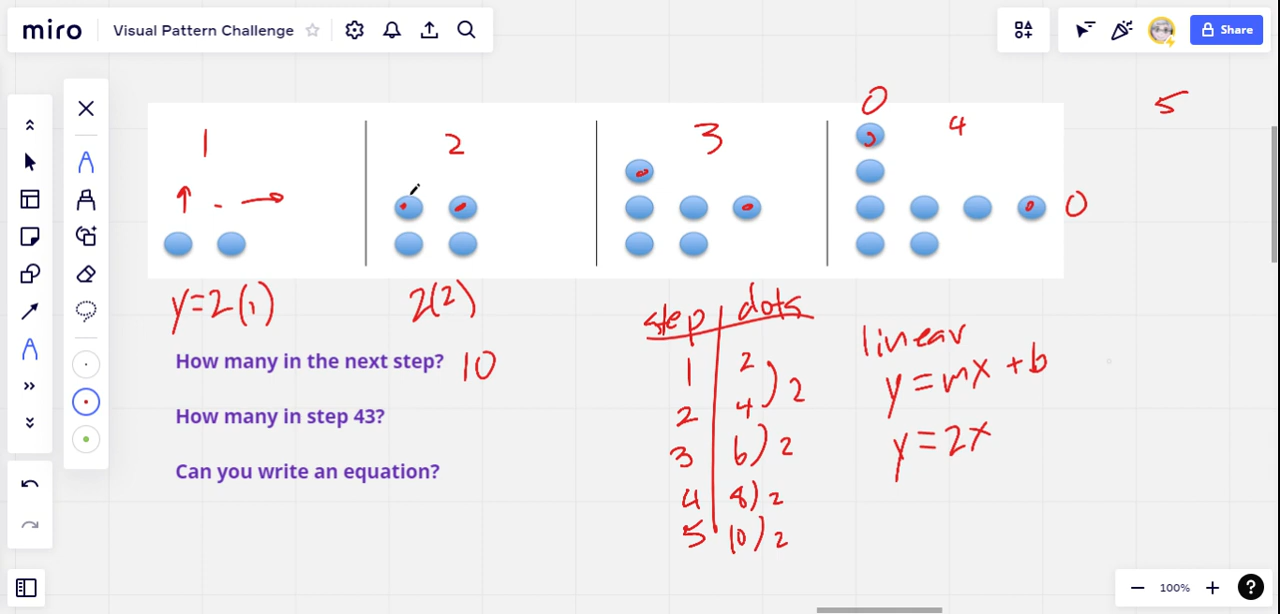 miro
Visual Pattern Challenge
Share
1
2
3
0
4
5
0
y=2(1)
2(2)
How many in the next step? 10
How many in step 43?
Can you write an equation?
step dots
1 2
2 4 ) 2
3 6 ) 2
4 8 ) 2
5 10 ) 2
linear
y = mx + b
y = 2x
100%
?